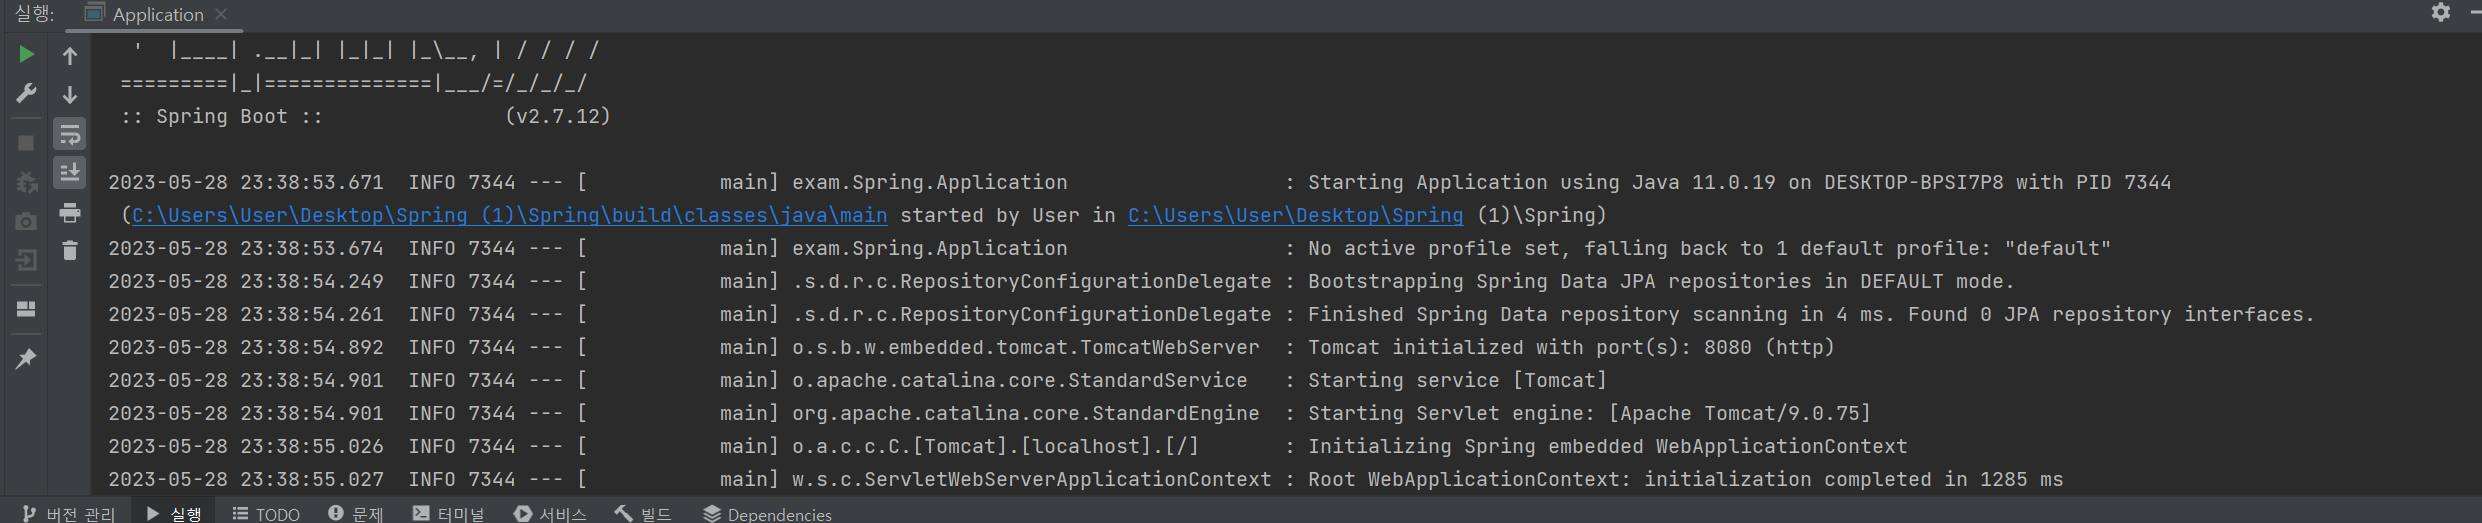 실행: Application
'  |____| .__|_| |_|_| |_\__, | / / / /
=========|_|==============|___/=/_/_/_/
:: Spring Boot ::                (v2.7.12)
2023-05-28 23:38:53.671  INFO 7344 --- [           main] exam.Spring.Application                  : Starting Application using Java 11.0.19 on DESKTOP-BPSI7P8 with PID 7344
(C:\Users\User\Desktop\Spring (1)\Spring\build\classes\java\main started by User in C:\Users\User\Desktop\Spring (1)\Spring)
2023-05-28 23:38:53.674  INFO 7344 --- [           main] exam.Spring.Application                  : No active profile set, falling back to 1 default profile: "default"
2023-05-28 23:38:54.249  INFO 7344 --- [           main] .s.d.r.c.RepositoryConfigurationDelegate : Bootstrapping Spring Data JPA repositories in DEFAULT mode.
2023-05-28 23:38:54.261  INFO 7344 --- [           main] .s.d.r.c.RepositoryConfigurationDelegate : Finished Spring Data repository scanning in 4 ms. Found 0 JPA repository interfaces.
2023-05-28 23:38:54.892  INFO 7344 --- [           main] o.s.b.w.embedded.tomcat.TomcatWebServer  : Tomcat initialized with port(s): 8080 (http)
2023-05-28 23:38:54.901  INFO 7344 --- [           main] o.apache.catalina.core.StandardService   : Starting service [Tomcat]
2023-05-28 23:38:54.901  INFO 7344 --- [           main] org.apache.catalina.core.StandardEngine  : Starting Servlet engine: [Apache Tomcat/9.0.75]
2023-05-28 23:38:55.026  INFO 7344 --- [           main] o.a.c.c.C.[Tomcat].[localhost].[/]       : Initializing Spring embedded WebApplicationContext
2023-05-28 23:38:55.027  INFO 7344 --- [           main] w.s.c.ServletWebServerApplicationContext : Root WebApplicationContext: initialization completed in 1285 ms
버전 관리 실행 TODO 문제 터미널 서비스 빌드 Dependencies